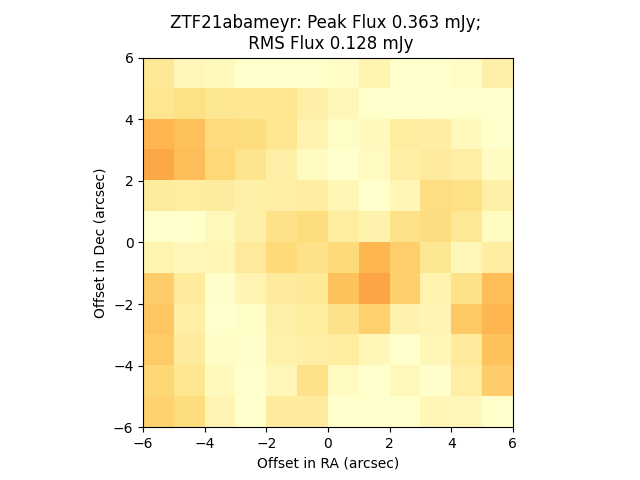 ZTF21abameyr: Peak Flux 0.363 mJy;
RMS Flux 0.128 mJy
6
4
2
0
−2
−4
−6
Offset in Dec (arcsec)
−6 −4 −2 0 2 4 6
Offset in RA (arcsec)